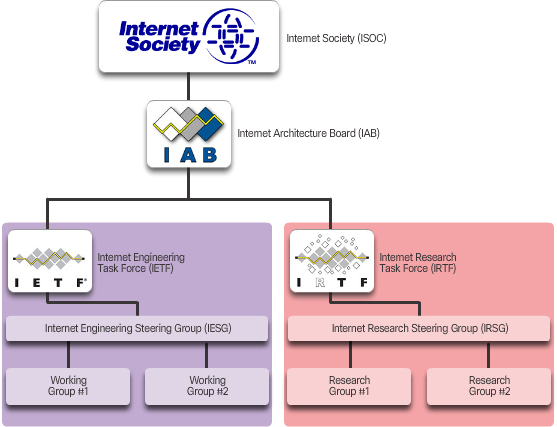 Internet
Society
TM
Internet Society (ISOC)
IAB
Internet Architecture Board (IAB)
IETF®
Internet Engineering
Task Force (IETF)
IRTF
Internet Research
Task Force (IRTF)
Internet Engineering Steering Group (IESG)
Internet Research Steering Group (IRSG)
Working
Group #1
Working
Group #2
Research
Group #1
Research
Group #2